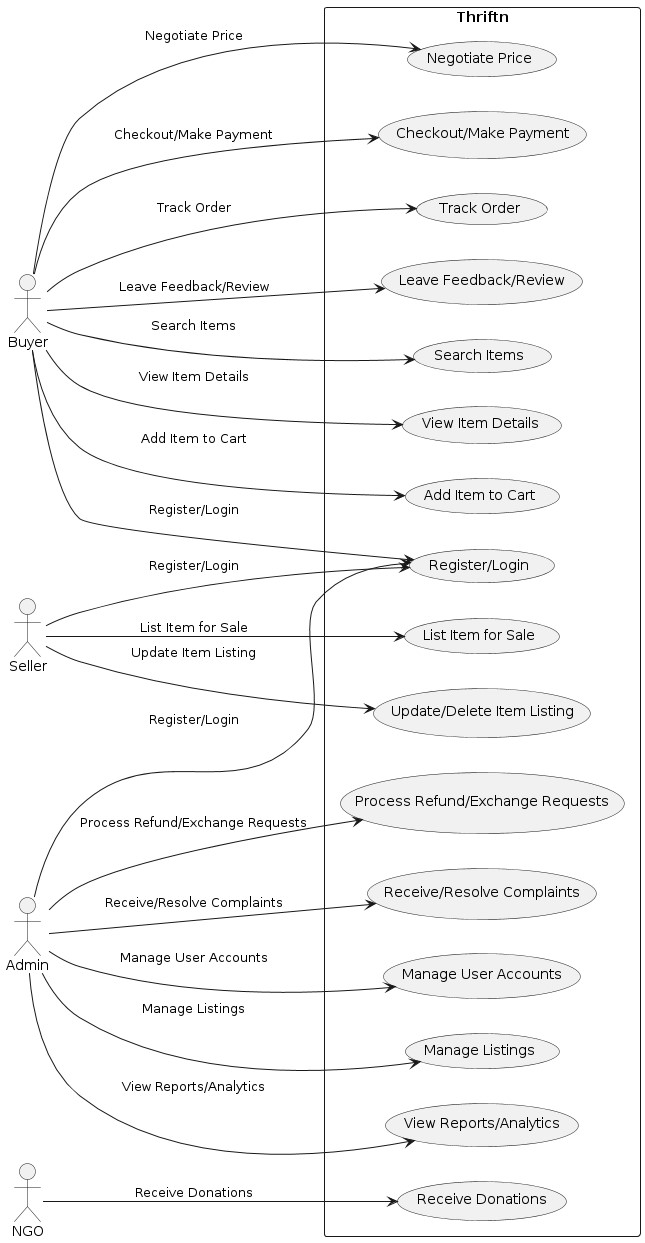 Thriftn
Negotiate Price
Negotiate Price
Checkout/Make Payment
Checkout/Make Payment
Track Order
Track Order
Leave Feedback/Review
Leave Feedback/Review
Buyer
Search Items
Search Items
View Item Details
View Item Details
Add Item to Cart
Add Item to Cart
Register/Login
Register/Login
Register/Login
Seller
List Item for Sale
List Item for Sale
Update Item Listing
Update/Delete Item Listing
Register/Login
Process Refund/Exchange Requests
Process Refund/Exchange Requests
Receive/Resolve Complaints
Receive/Resolve Complaints
Admin
Manage User Accounts
Manage User Accounts
Manage Listings
Manage Listings
View Reports/Analytics
View Reports/Analytics
Receive Donations
Receive Donations
NGO